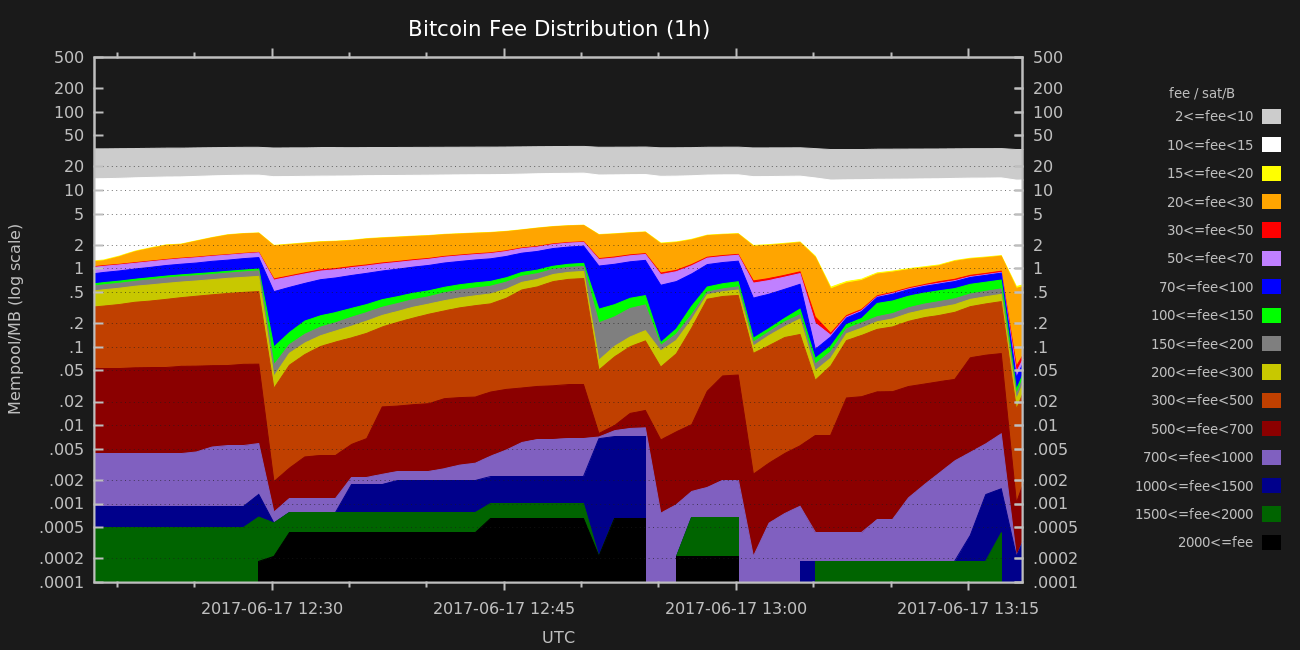 Bitcoin Fee Distribution (1h)
Mempool/MB (log scale)
500
200
100
50
20
10
5
2
1
.5
.2
.1
.05
.02
.01
.005
.002
.001
.0005
.0002
.0001
500
200
100
50
20
10
5
2
1
.5
.2
.1
.05
.02
.01
.005
.002
.001
.0005
.0002
.0001
2017-06-17 12:30
2017-06-17 12:45
2017-06-17 13:00
2017-06-17 13:15
UTC
fee / sat/B
2<=fee<10
10<=fee<15
15<=fee<20
20<=fee<30
30<=fee<50
50<=fee<70
70<=fee<100
100<=fee<150
150<=fee<200
200<=fee<300
300<=fee<500
500<=fee<700
700<=fee<1000
1000<=fee<1500
1500<=fee<2000
2000<=fee